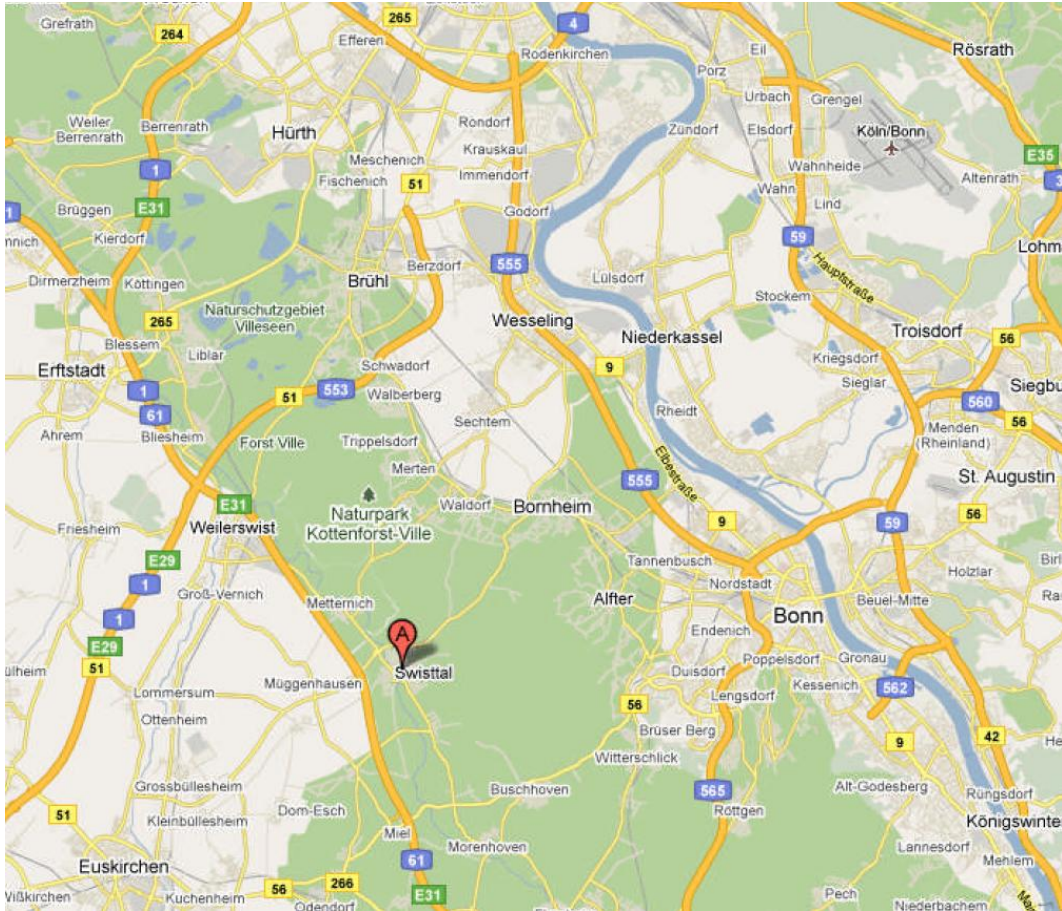 Grefrath
264
265
Efferen
4
Rodenkirchen
Eil
Porz
Rösrath
Urbach
Grengel
Weiler
Berrenrath
Berrenrath
Hürth
Rondorf
Krauskaul
Immendorf
Zündorf
Elsdorf
Köln/Bonn
E35
Meschenich
Fischenich
51
Wahnheide
Wahn
Lind
Altenrath
1
E31
Brüggen
Kierdorf
Godorf
59
Hauptstraße
Dirmerzheim
Köttingen
Brühl
Berzdorf
555
Lülsdorf
Stockem
Naturschutzgebiet
Villeseen
265
Blessem
Liblar
Wesseling
Niederkassel
Troisdorf
56
Erftstadt
Schwadorf
9
Kriegsdorf
Sieglar
1
61
51
553
Walberberg
Sechtem
Rheidt
560
56
Ahrem
Bliesheim
Forst Ville
Trippelsdorf
Menden
(Rheinland)
Merten
555
Elbestraße
St. Augustin
E31
Naturpark
Kottenforst-Ville
Waldorf
Bornheim
9
59
56
Friesheim
Weilerswist
E29
1
Tannenbusch
Nordstadt
Holzlar
Groß-Vernich
Metternich
Alfter
Bonn
Beuel-Mitte
1
E29
51
A
Swisttal
Endenich
Duisdorf
Poppelsdorf
Gronau
Lommersum
Müggenhausen
Lengsdorf
Kessenich
562
Ottenheim
56
Brüser Berg
9
42
Witterschlick
Großbüllesheim
Buschhoven
565
Alt-Godesberg
Rüngsdorf
51
Kleinbüllesheim
Dom-Esch
Röttgen
Königswinter
Miel
Morenhoven
Lannesdorf
Mehlem
Euskirchen
61
Kuchenheim
56
266
E31
Odendorf
Pech
Niederbachem